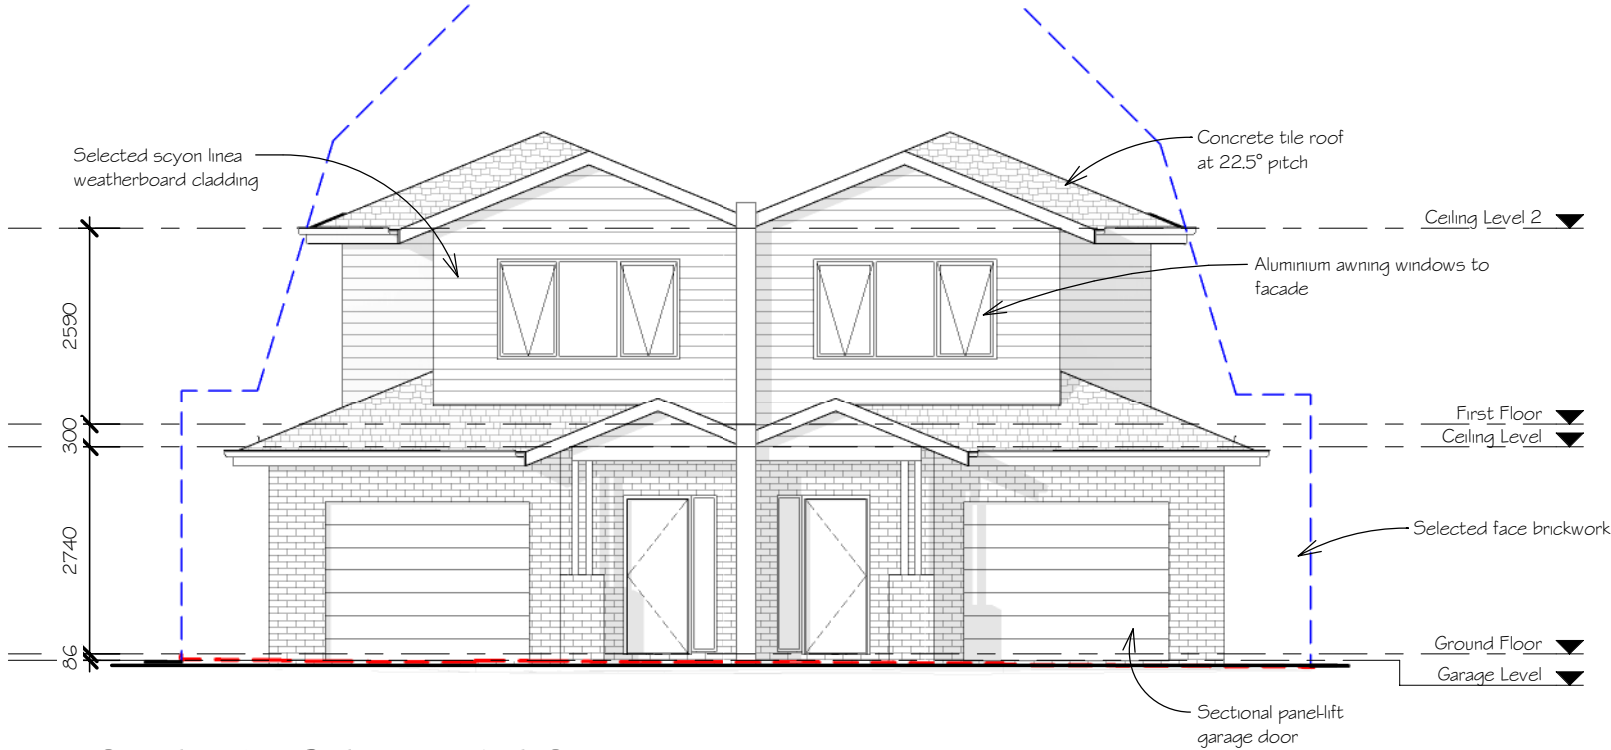 Selected scyon linea
weatherboard cladding
Concrete tile roof
at 22.5° pitch
Ceiling Level 2
Aluminium awning windows to
facade
2590
First Floor
300
Ceiling Level
Selected face brickwork
2740
Ground Floor
86
Garage Level
Sectional panel-lift
garage door